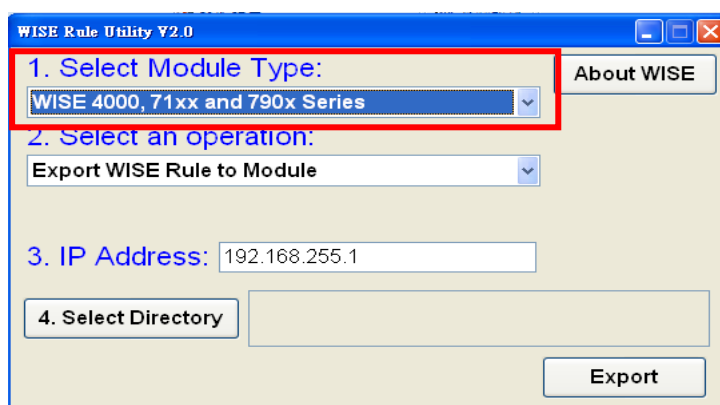 WISE Rule Utility V2.0
1. Select Module Type:
About WISE
WISE 4000, 71xx and 790x Series
2. Select an operation:
Export WISE Rule to Module
3. IP Address: 192.168.255.1
4. Select Directory
Export